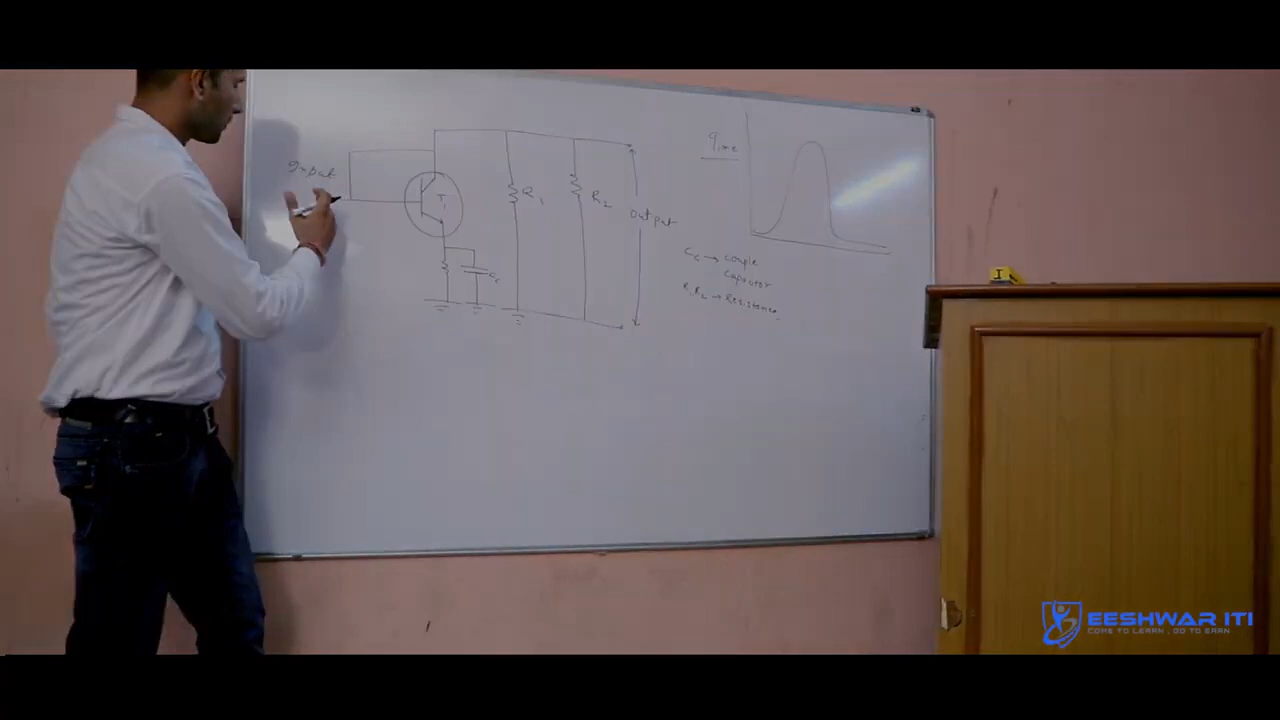 Input
T1
R1
R2
Output
Cc
Time
Cc → Couple
Capacitor
R1 R2 → Resistance
I
EESHWAR ITI
COME TO LEARN , GO TO EARN